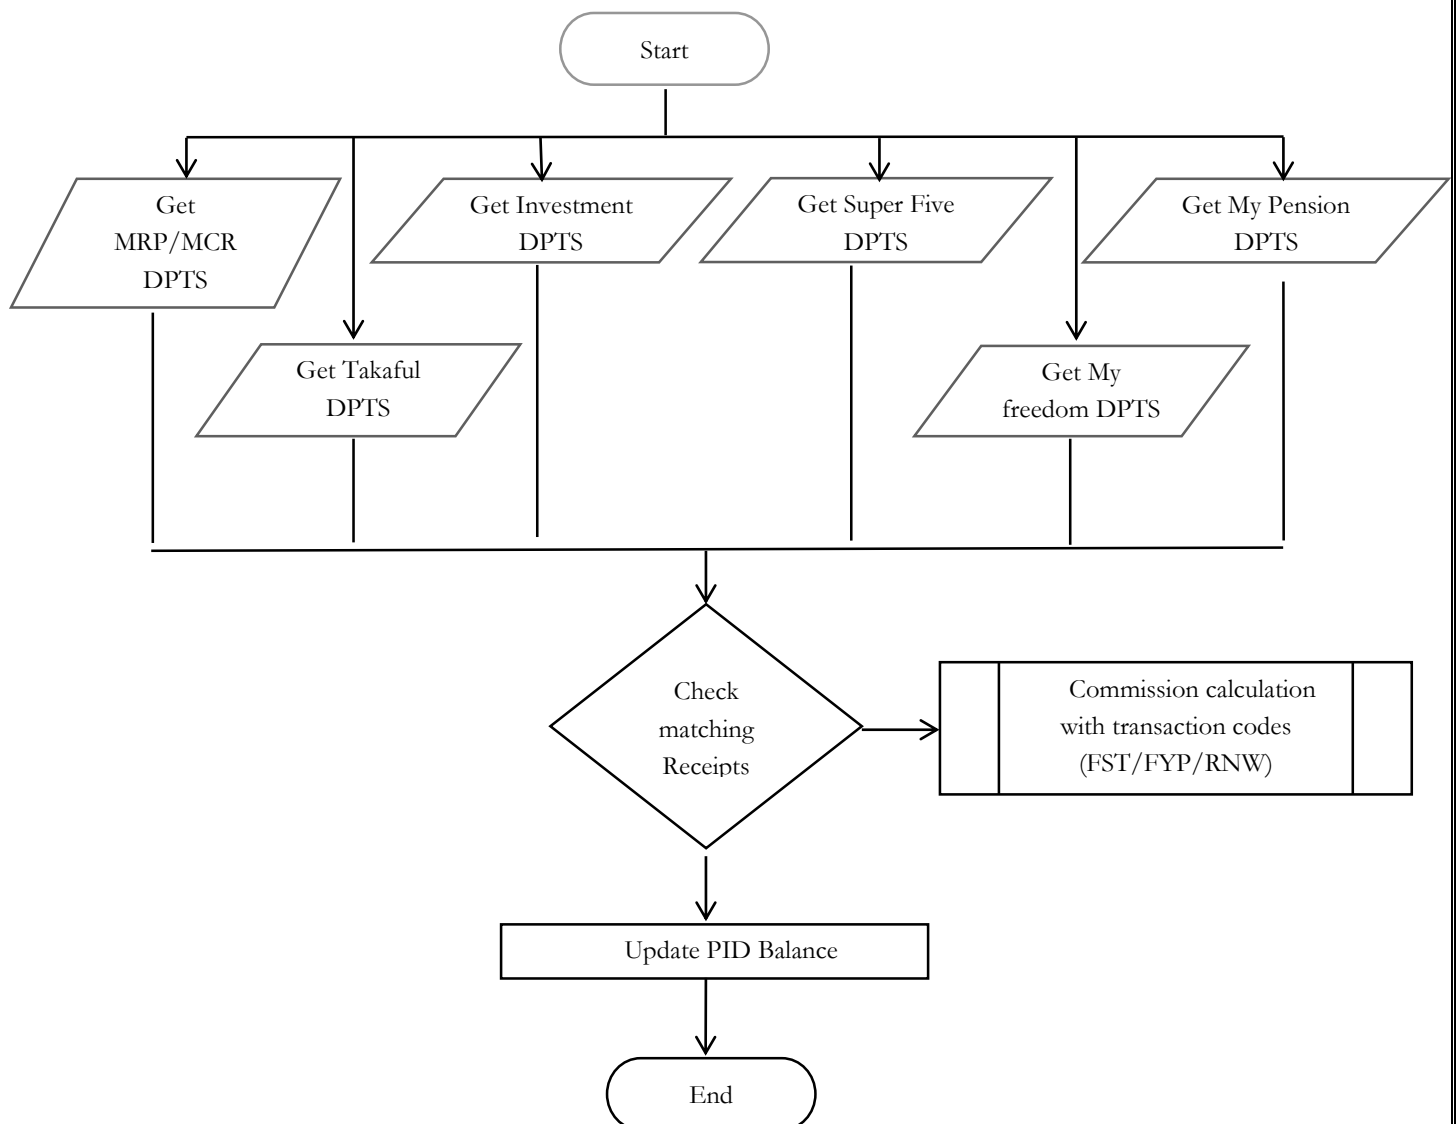 Start
Get
MRP/MCR
DPTS
Get Investment
DPTS
Get Super Five
DPTS
Get My Pension
DPTS
Get Takaful
DPTS
Get My
freedom DPTS
Check
matching
Receipts
Commission calculation
with transaction codes
(FST/FYP/RNW)
Update PID Balance
End